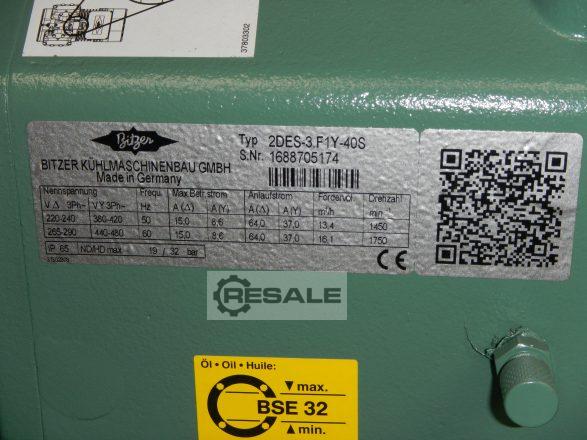 37803302
Bitzer
Typ 2DES-3.F1Y-40S
S.Nr. 1688705174
BITZER KÜHLMASCHINENBAU GMBH
Made in Germany
Nennspannung Frequ. Max.Betr.strom Anlaufstrom Fördervol. Drehzahl
V △ 3Ph~ V Y 3Ph~ Hz A (△) A (Y) A (△) A (Y) m³/h min
220-240 380-420 50 15.0 8.6 64.0 37.0 13.4 1450
265-290 440-480 60 15.0 8.6 64.0 37.0 16.1 1750
IP 65 ND/HD max 19 / 32 bar
CE
RESALE
Öl • Oil • Huile:
max.
BSE 32
min.